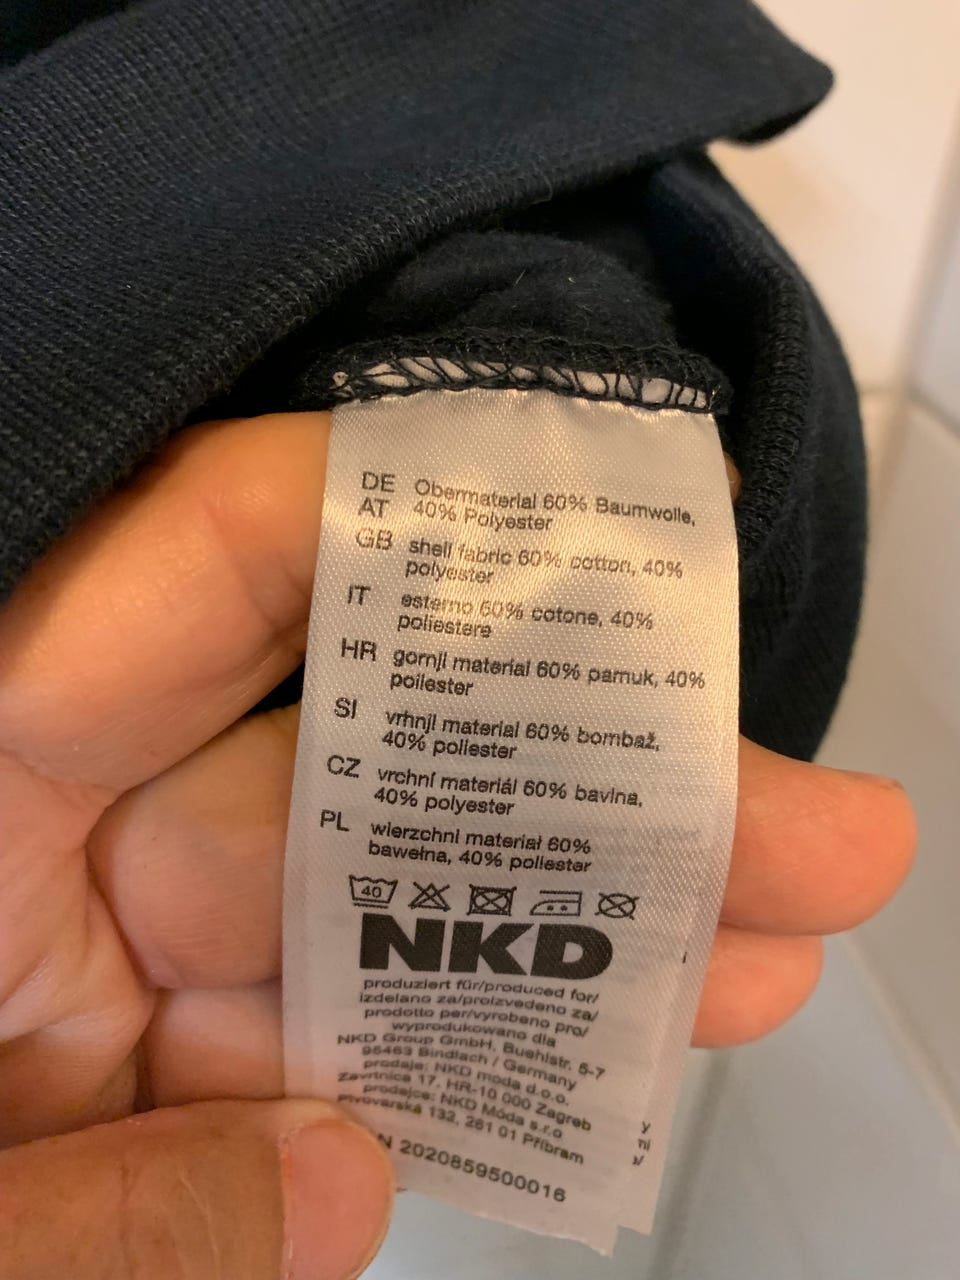 DE Obermaterial 60% Baumwolle,
AT 40% Polyester
GB shell fabric 60% cotton, 40%
polyester
IT esterno 60% cotone, 40%
poliestere
HR gornji material 60% pamuk, 40%
poliester
SI vrhnji material 60% bombaž,
40% poliester
CZ vrchní materiál 60% bavlna,
40% polyester
PL wierzchni materiał 60%
bawełna, 40% poliester
40
NKD
produziert für/produced for/
izdelano za/proizvedeno za/
prodotto per/vyrobeno pro/
wyprodukowano dla
NKD Group GmbH, Buehlstr. 5-7
95463 Bindlach / Germany
prodaje: NKD moda d.o.o.
Zavrtnica 17, HR-10 000 Zagreb
prodejce: NKD Móda s.r.o
Pivovarská 132, 261 01 Příbram
N 2020859500016